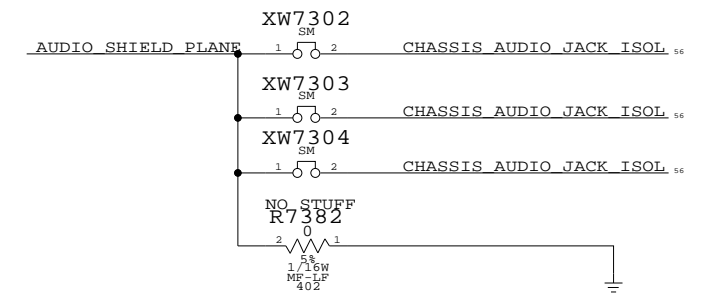 XW7302
SM
AUDIO_SHIELD_PLANE 1 2 CHASSIS_AUDIO_JACK_ISOL 56
XW7303
SM
1 2 CHASSIS_AUDIO_JACK_ISOL 56
XW7304
SM
1 2 CHASSIS_AUDIO_JACK_ISOL 56
NO STUFF
R7382
0
2 1
5%
1/16W
MF-LF
402